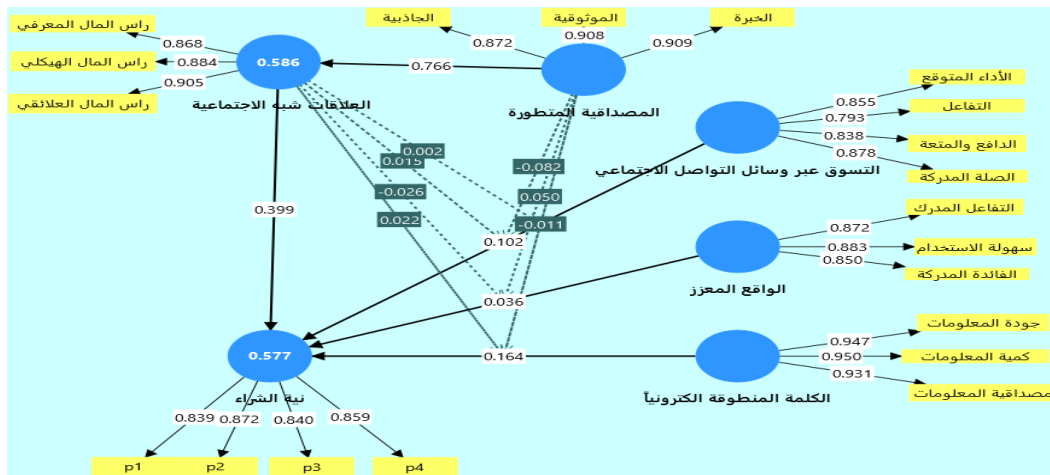 راس المال المعرفي
0.868
راس المال الهيكلي
0.884
راس المال العلائقي
0.905
0.586
العلاقات شبه الاجتماعية
0.766
الجاذبية
0.872
الموثوقية
0.908
الخبرة
0.909
المصداقية المتطورة
الأداء المتوقع
0.855
التفاعل
0.793
الدافع والمتعة
0.838
الصلة المدركة
0.878
التسوق عبر وسائل التواصل الاجتماعي
0.002
0.015
-0.026
0.022
-0.082
0.050
-0.011
0.399
0.102
0.036
0.164
التفاعل المدرك
0.872
سهولة الاستخدام
0.883
الفائدة المدركة
0.850
الواقع المعزز
جودة المعلومات
0.947
كمية المعلومات
0.950
مصداقية المعلومات
0.931
الكلمة المنطوقة الكترونيآ
0.577
نية الشراء
0.839
0.872
0.840
0.859
p1
p2
p3
p4